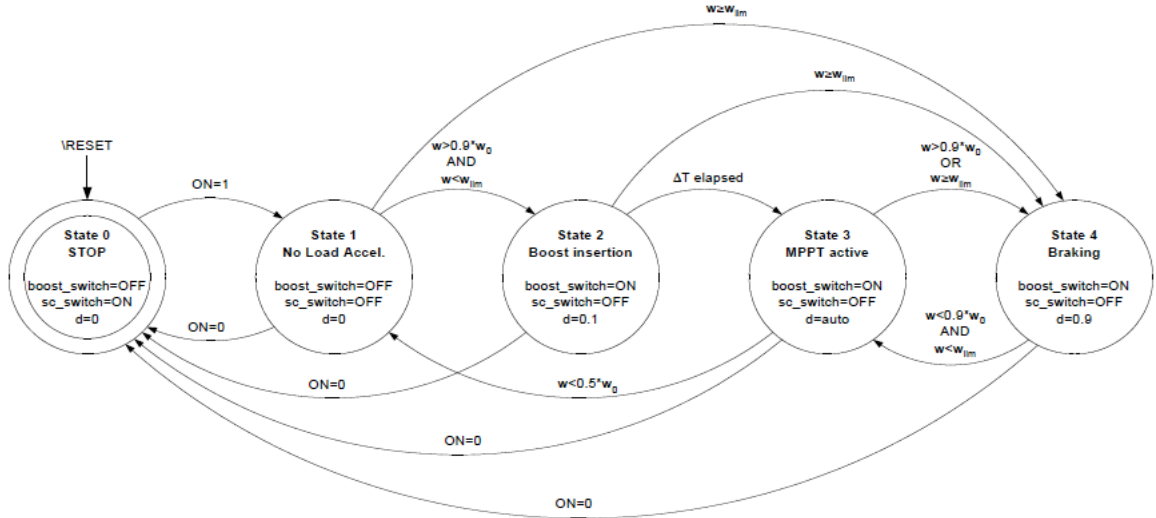 w≥w_lim
w≥w_lim
\RESET
ON=1
w>0.9*w_0
AND
w<w_lim
ΔT elapsed
w>0.9*w_0
OR
w≥w_lim
State 0
STOP
boost_switch=OFF
sc_switch=ON
d=0
State 1
No Load Accel.
boost_switch=OFF
sc_switch=OFF
d=0
State 2
Boost insertion
boost_switch=ON
sc_switch=OFF
d=0.1
State 3
MPPT active
boost_switch=ON
sc_switch=OFF
d=auto
State 4
Braking
boost_switch=ON
sc_switch=OFF
d=0.9
ON=0
w<0.9*w_0
AND
w<w_lim
ON=0
w<0.5*w_0
ON=0
ON=0